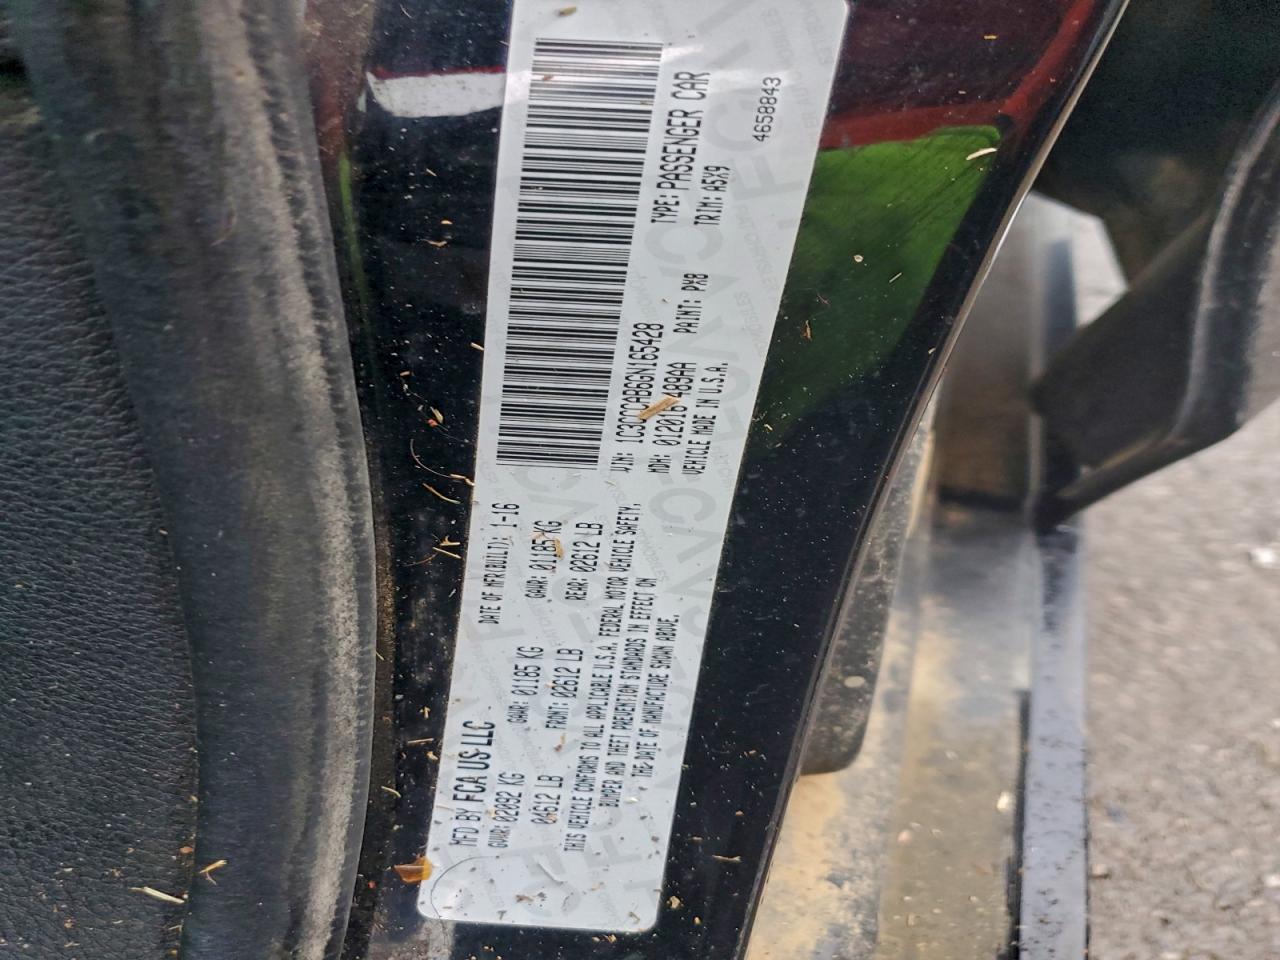 MFD BY FCA US LLC
DATE OF MFR(BUILT): 1-16
GVWR: 02092 KG
GAWR: 01185 KG
GAWR: 01185 KG
04612 LB
FRONT: 02612 LB
REAR: 02612 LB
THIS VEHICLE CONFORMS TO ALL APPLICABLE U.S.A. FEDERAL MOTOR VEHICLE SAFETY,
BUMPER AND THEFT PREVENTION STANDARDS IN EFFECT ON
THE DATE OF MANUFACTURE SHOWN ABOVE.
VIN: 1C3CCCAB6GN165428
TYPE: PASSENGER CAR
MDH: 012016 489AA
PAINT: PX8
TRIM: A5X9
VEHICLE MADE IN U.S.A.
4658843